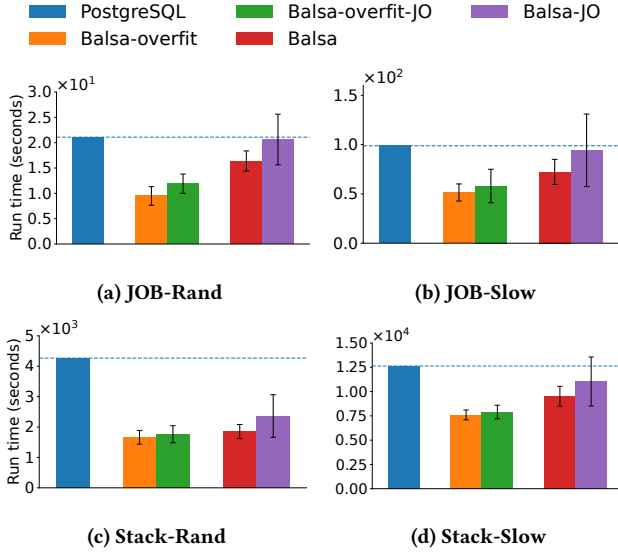 PostgreSQL
Balsa-overfit-JO
Balsa-JO
Balsa-overfit
Balsa
×10¹
3.0
2.5
2.0
1.5
1.0
0.5
0.0
Run time (seconds)
(a) JOB-Rand
×10²
1.5
1.0
0.5
0.0
(b) JOB-Slow
×10³
5
4
3
2
1
0
Run time (seconds)
(c) Stack-Rand
×10⁴
1.50
1.25
1.00
0.75
0.50
0.25
0.00
(d) Stack-Slow